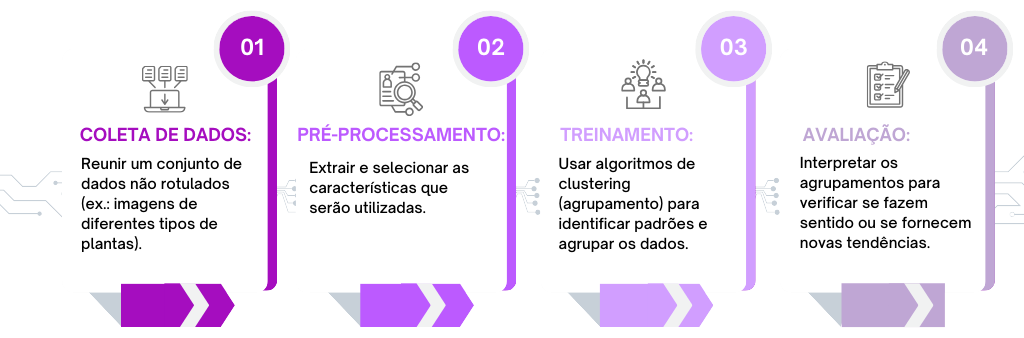 01
COLETA DE DADOS:
Reunir um conjunto de
dados não rotulados
(ex.: imagens de
diferentes tipos de
plantas).
02
PRÉ-PROCESSAMENTO:
Extrair e selecionar as
características que
serão utilizadas.
03
TREINAMENTO:
Usar algoritmos de
clustering
(agrupamento) para
identificar padrões e
agrupar os dados.
04
AVALIAÇÃO:
Interpretar os
agrupamentos para
verificar se fazem
sentido ou se fornecem
novas tendências.